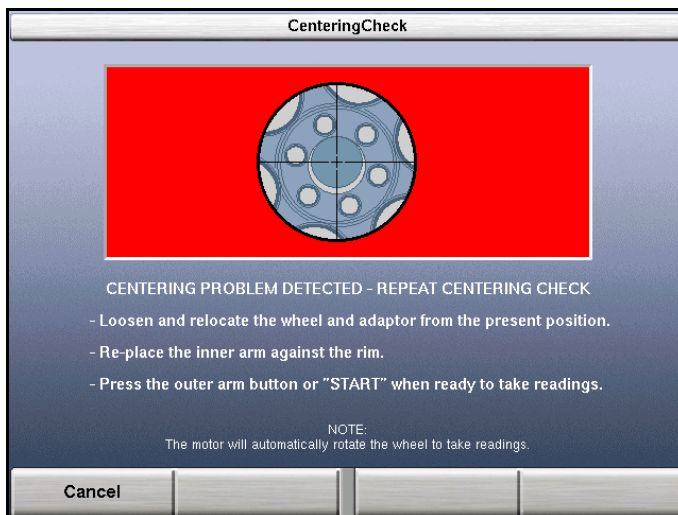 CenteringCheck
CENTERING PROBLEM DETECTED - REPEAT CENTERING CHECK
- Loosen and relocate the wheel and adaptor from the present position.
- Re-place the inner arm against the rim.
- Press the outer arm button or "START" when ready to take readings.
NOTE:
The motor will automatically rotate the wheel to take readings.
Cancel